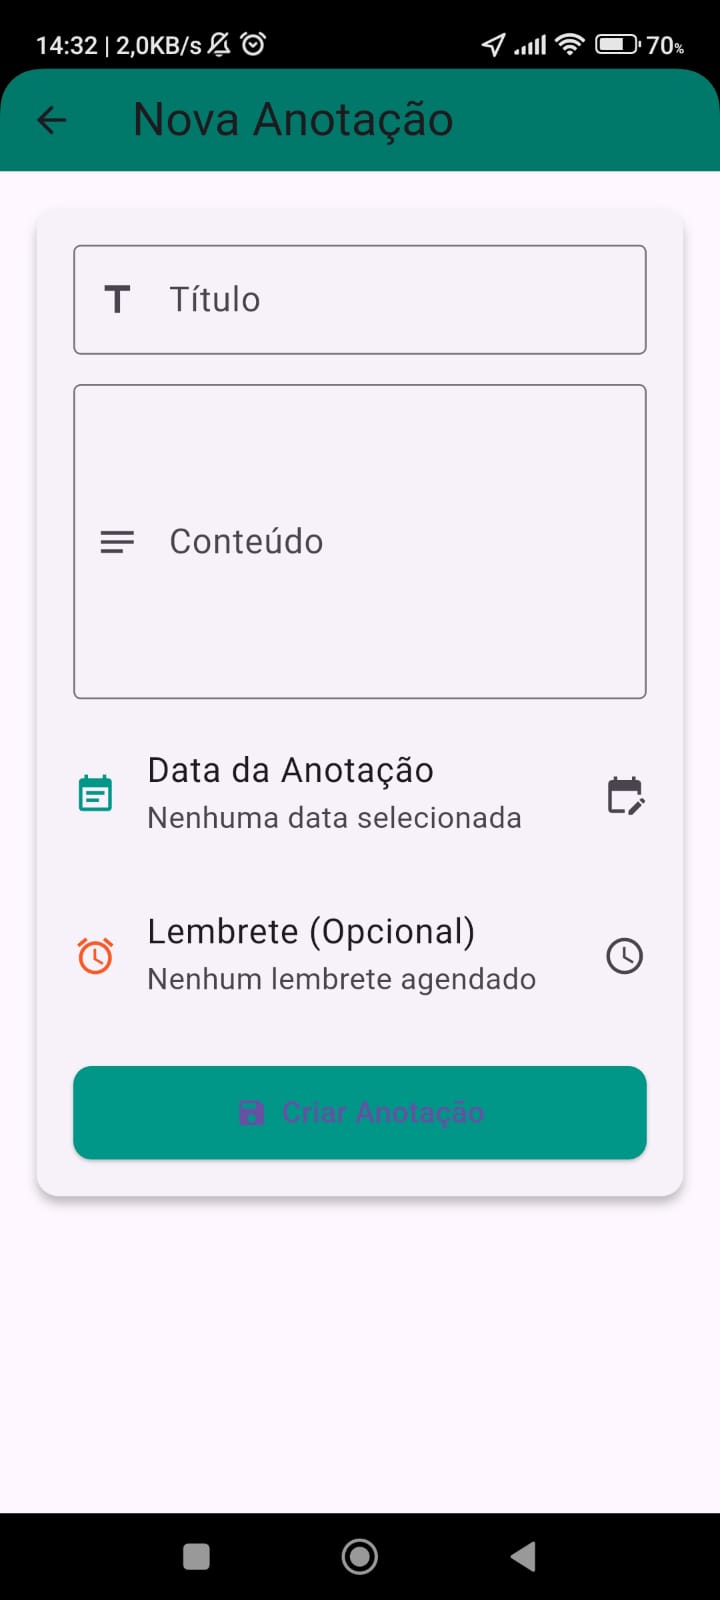 14:32 | 2,0KB/s 70%
Nova Anotação
Título
Conteúdo
Data da Anotação
Nenhuma data selecionada
Lembrete (Opcional)
Nenhum lembrete agendado
Criar Anotação